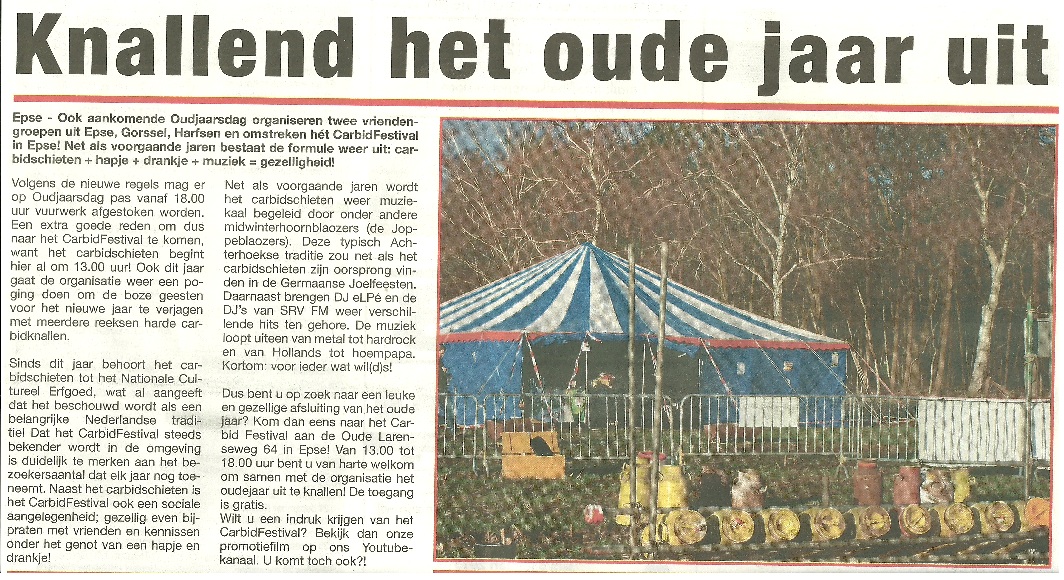 Knallend het oude jaar uit
Epse - Ook aankomende Oudjaarsdag organiseren twee vrienden-
groepen uit Epse, Gorssel, Harfsen en omstreken hét CarbidFestival
in Epse! Net als voorgaande jaren bestaat de formule weer uit: car-
bidschieten + hapje + drankje + muziek = gezelligheid!
Volgens de nieuwe regels mag er
op Oudjaarsdag pas vanaf 18.00
uur vuurwerk afgestoken worden.
Een extra goede reden om dus
naar het CarbidFestival te komen,
want het carbidschieten begint
hier al om 13.00 uur! Ook dit jaar
gaat de organisatie weer een po-
ging doen om de boze geesten
voor het nieuwe jaar te verjagen
met meerdere reeksen harde car-
bidknallen.
Sinds dit jaar behoort het car-
bidschieten tot het Nationale Cul-
tureel Erfgoed, wat al aangeeft
dat het beschouwd wordt als een
belangrijke Nederlandse tradi-
tie! Dat het CarbidFestival steeds
bekender wordt in de omgeving
is duidelijk te merken aan het be-
zoekersaantal dat elk jaar nog toe-
neemt. Naast het carbidschieten is
het CarbidFestival ook een sociale
aangelegenheid; gezellig even bij-
praten met vrienden en kennissen
onder het genot van een hapje en
drankje!
Net als voorgaande jaren wordt
het carbidschieten weer muzie-
kaal begeleid door onder andere
midwinterhoornblaozers (de Jop-
peblaozers). Deze typisch Ach-
terhoekse traditie zou net als het
carbidschieten zijn oorsprong vin-
den in de Germaanse Joelfeesten.
Daarnaast brengen DJ eLPé en de
DJ's van SRV FM weer verschil-
lende hits ten gehore. De muziek
loopt uiteen van metal tot hardrock
en van Hollands tot hoempapa.
Kortom: voor ieder wat wil(d)s!
Dus bent u op zoek naar een leuke
en gezellige afsluiting van het oude
jaar? Kom dan eens naar het Car-
bid Festival aan de Oude Laren-
seweg 64 in Epse! Van 13.00 tot
18.00 uur bent u van harte welkom
om samen met de organisatie het
oudejaar uit te knallen! De toegang
is gratis.
Wilt u een indruk krijgen van het
CarbidFestival? Bekijk dan onze
promotiefilm op ons Youtube-
kanaal. U komt toch ook?!